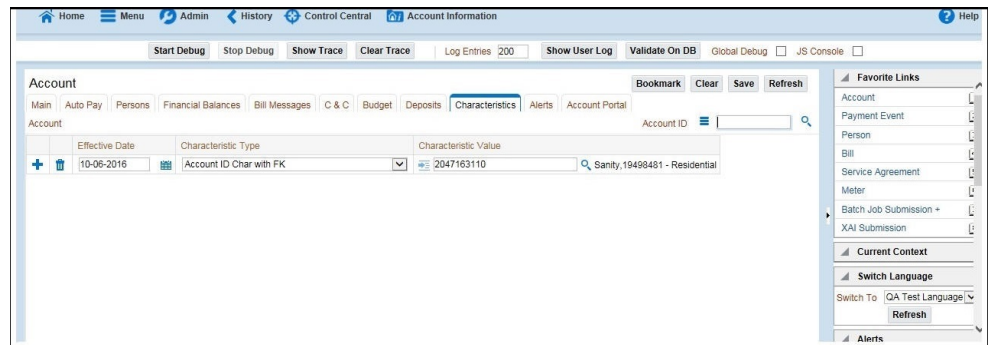 Home Menu Admin History Control Central Account Information Help
Start Debug Stop Debug Show Trace Clear Trace Log Entries 200 Show User Log Validate On DB Global Debug JS Console
Account Bookmark Clear Save Refresh
Main Auto Pay Persons Financial Balances Bill Messages C & C Budget Deposits Characteristics Alerts Account Portal
Account Account ID
Effective Date Characteristic Type Characteristic Value
10-06-2016 Account ID Char with FK 2047163110 Sanity,19498481 - Residential
Favorite Links
Account
Payment Event
Person
Bill
Service Agreement
Meter
Batch Job Submission +
XAI Submission
Current Context
Switch Language
Switch To QA Test Language
Refresh
Alerts